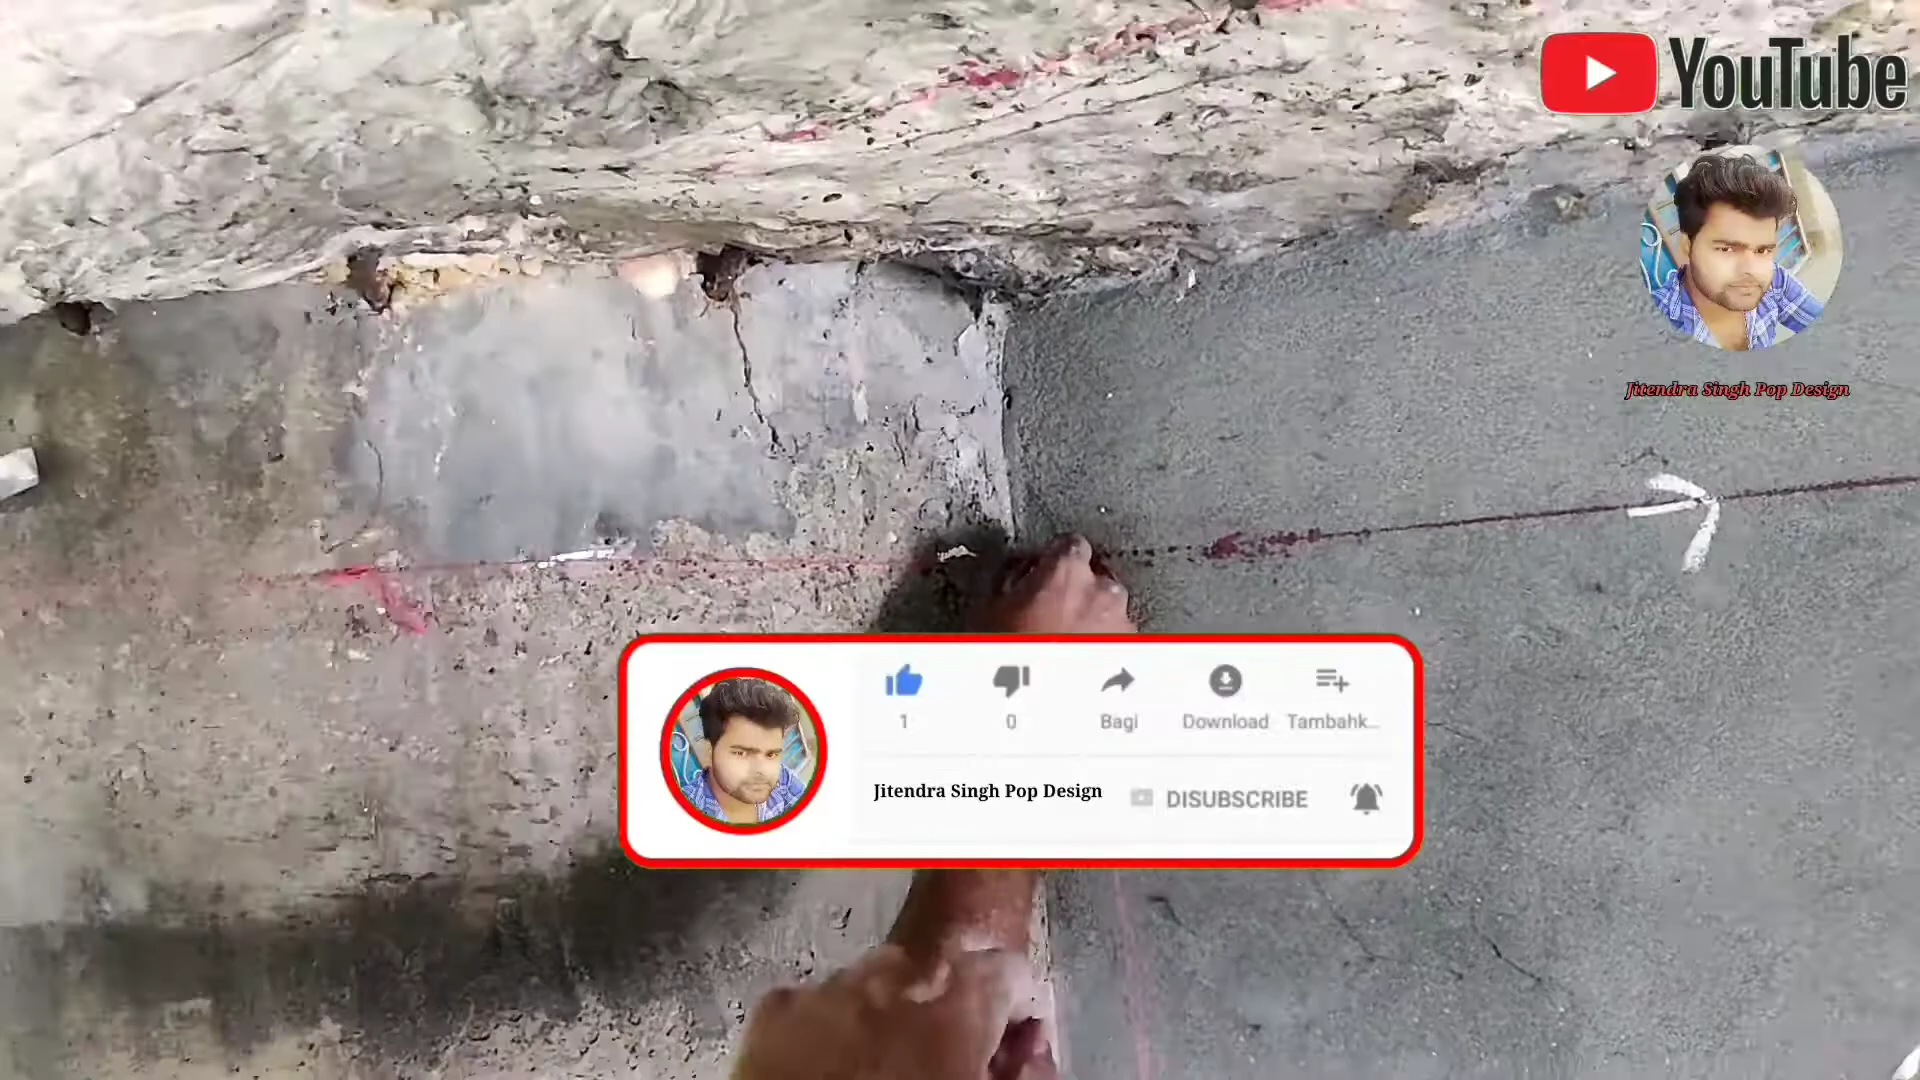 YouTube
Jitendra Singh Pop Design
1
0
Bagi
Download
Tambahk...
Jitendra Singh Pop Design
DISUBSCRIBE